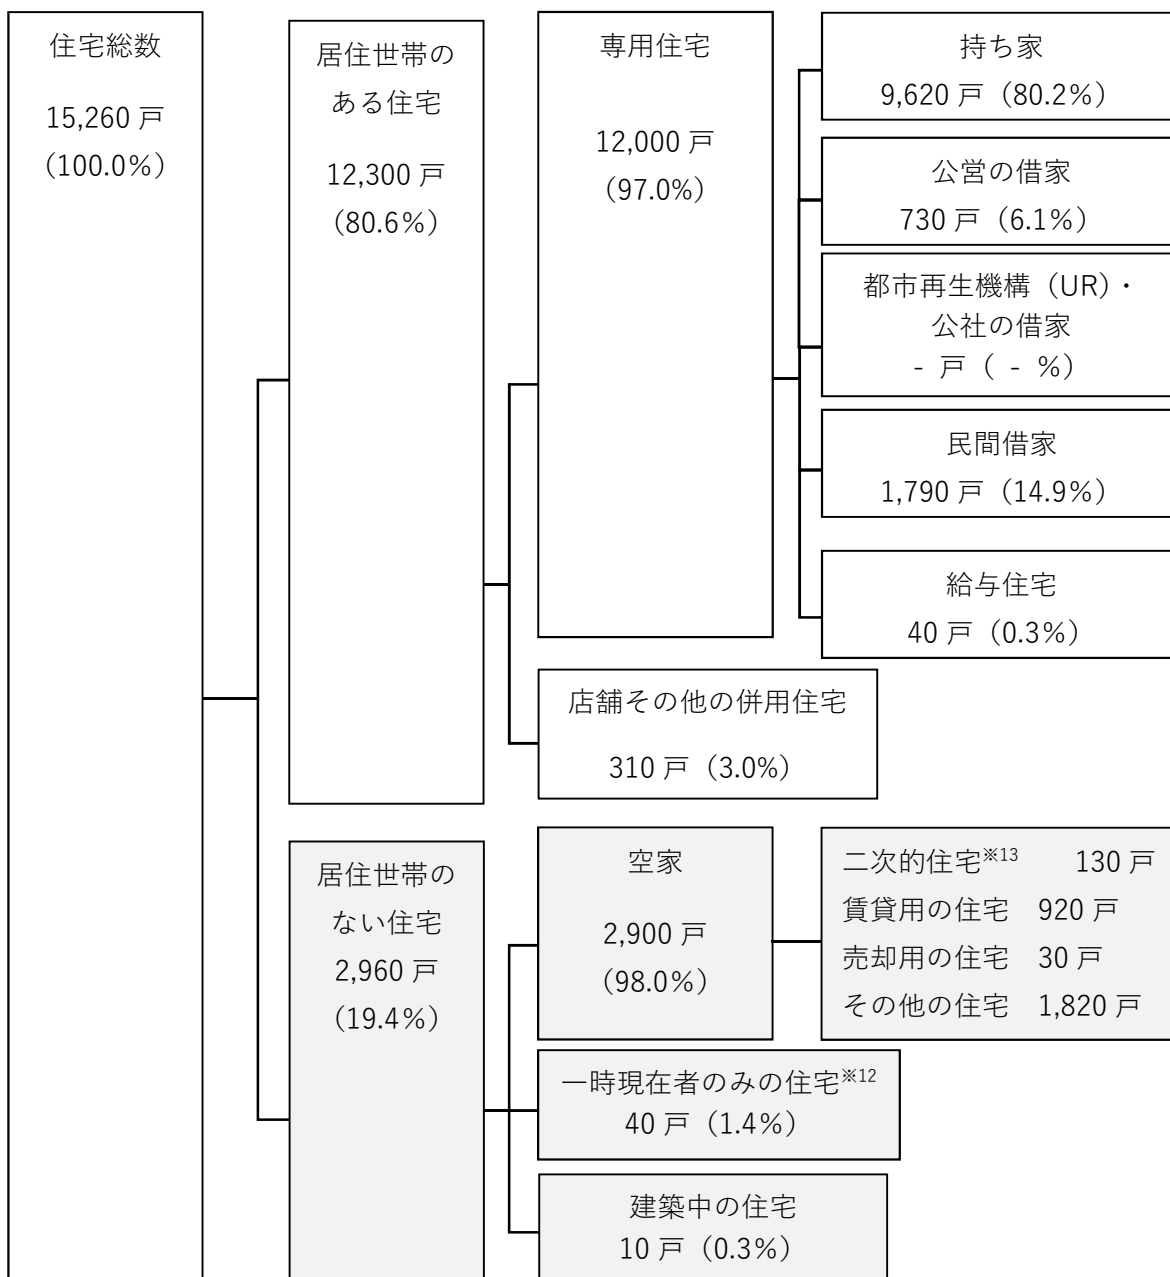 住宅総数
15,260 戸
(100.0%)
居住世帯の
ある住宅
12,300 戸
(80.6%)
専用住宅
12,000 戸
(97.0%)
持ち家
9,620 戸（80.2%）
公営の借家
730 戸（6.1%）
都市再生機構（UR）・
公社の借家
- 戸（ - %）
民間借家
1,790 戸（14.9%）
給与住宅
40 戸（0.3%）
店舗その他の併用住宅
310 戸（3.0%）
居住世帯の
ない住宅
2,960 戸
(19.4%)
空家
2,900 戸
(98.0%)
二次的住宅※13 130 戸
賃貸用の住宅 920 戸
売却用の住宅 30 戸
その他の住宅 1,820 戸
一時現在者のみの住宅※12
40 戸（1.4%）
建築中の住宅
10 戸（0.3%）